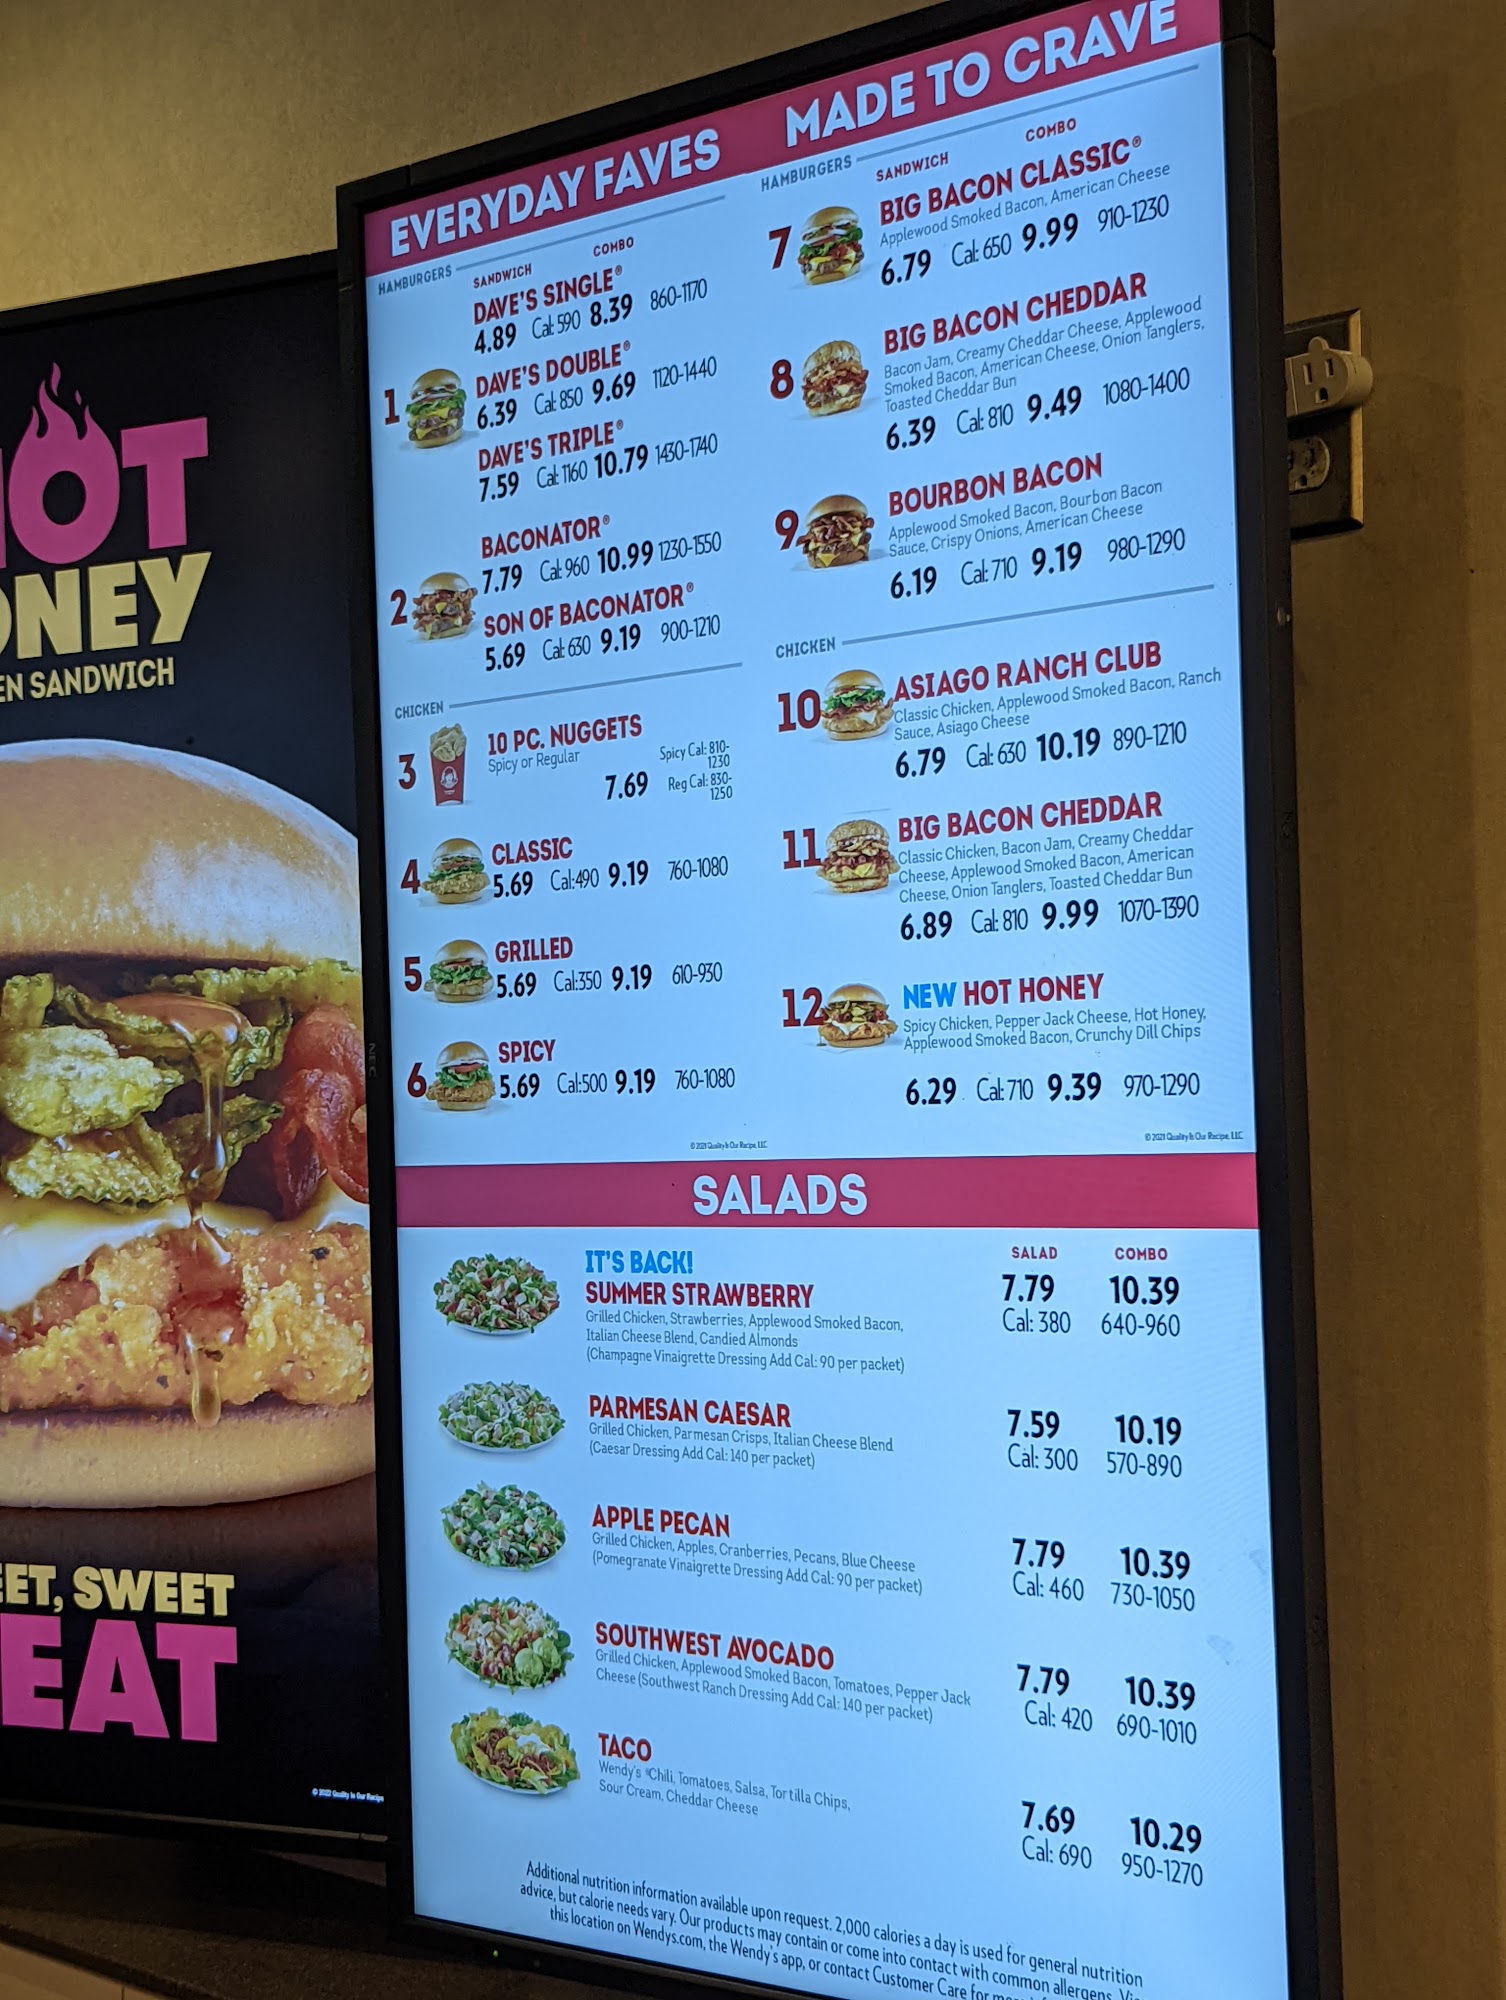 OT
ONEY
EN SANDWICH
EET, SWEET
EAT
© 2022 Quality Is Our Recipe
NEC
EVERYDAY FAVES
HAMBURGERS
SANDWICH COMBO
1
DAVE'S SINGLE®
4.89 Cal: 590 8.39 860-1170
DAVE'S DOUBLE®
6.39 Cal: 850 9.69 1120-1440
DAVE'S TRIPLE®
7.59 Cal: 1160 10.79 1430-1740
2
BACONATOR®
7.79 Cal: 960 10.99 1230-1550
SON OF BACONATOR®
5.69 Cal: 630 9.19 900-1210
CHICKEN
3
10 PC. NUGGETS
Spicy or Regular
7.69
Spicy Cal: 810-
1230
Reg Cal: 830-
1250
4
CLASSIC
5.69 Cal:490 9.19 760-1080
5
GRILLED
5.69 Cal:350 9.19 610-930
6
SPICY
5.69 Cal:500 9.19 760-1080
© 2021 Quality Is Our Recipe, LLC
MADE TO CRAVE
HAMBURGERS
SANDWICH COMBO
7
BIG BACON CLASSIC®
Applewood Smoked Bacon, American Cheese
6.79 Cal: 650 9.99 910-1230
8
BIG BACON CHEDDAR
Bacon Jam, Creamy Cheddar Cheese, Applewood
Smoked Bacon, American Cheese, Onion Tanglers,
Toasted Cheddar Bun
6.39 Cal: 810 9.49 1080-1400
9
BOURBON BACON
Applewood Smoked Bacon, Bourbon Bacon
Sauce, Crispy Onions, American Cheese
6.19 Cal: 710 9.19 980-1290
CHICKEN
10
ASIAGO RANCH CLUB
Classic Chicken, Applewood Smoked Bacon, Ranch
Sauce, Asiago Cheese
6.79 Cal: 630 10.19 890-1210
11
BIG BACON CHEDDAR
Classic Chicken, Bacon Jam, Creamy Cheddar
Cheese, Applewood Smoked Bacon, American
Cheese, Onion Tanglers, Toasted Cheddar Bun
6.89 Cal: 810 9.99 1070-1390
12
NEW HOT HONEY
Spicy Chicken, Pepper Jack Cheese, Hot Honey,
Applewood Smoked Bacon, Crunchy Dill Chips
6.29 Cal: 710 9.39 970-1290
© 2021 Quality Is Our Recipe, LLC
SALADS
SALAD COMBO
IT'S BACK!
SUMMER STRAWBERRY
Grilled Chicken, Strawberries, Applewood Smoked Bacon,
Italian Cheese Blend, Candied Almonds
(Champagne Vinaigrette Dressing Add Cal: 90 per packet)
7.79 10.39
Cal: 380 640-960
PARMESAN CAESAR
Grilled Chicken, Parmesan Crisps, Italian Cheese Blend
(Caesar Dressing Add Cal: 140 per packet)
7.59 10.19
Cal: 300 570-890
APPLE PECAN
Grilled Chicken, Apples, Cranberries, Pecans, Blue Cheese
(Pomegranate Vinaigrette Dressing Add Cal: 90 per packet)
7.79 10.39
Cal: 460 730-1050
SOUTHWEST AVOCADO
Grilled Chicken, Applewood Smoked Bacon, Tomatoes, Pepper Jack
Cheese (Southwest Ranch Dressing Add Cal: 140 per packet)
7.79 10.39
Cal: 420 690-1010
TACO
Wendy's ®Chili, Tomatoes, Salsa, Tortilla Chips,
Sour Cream, Cheddar Cheese
7.69 10.29
Cal: 690 950-1270
Additional nutrition information available upon request. 2,000 calories a day is used for general nutrition
advice, but calorie needs vary. Our products may contain or come into contact with common allergens.
this location on Wendys.com, the Wendy's app, or contact Customer Care for